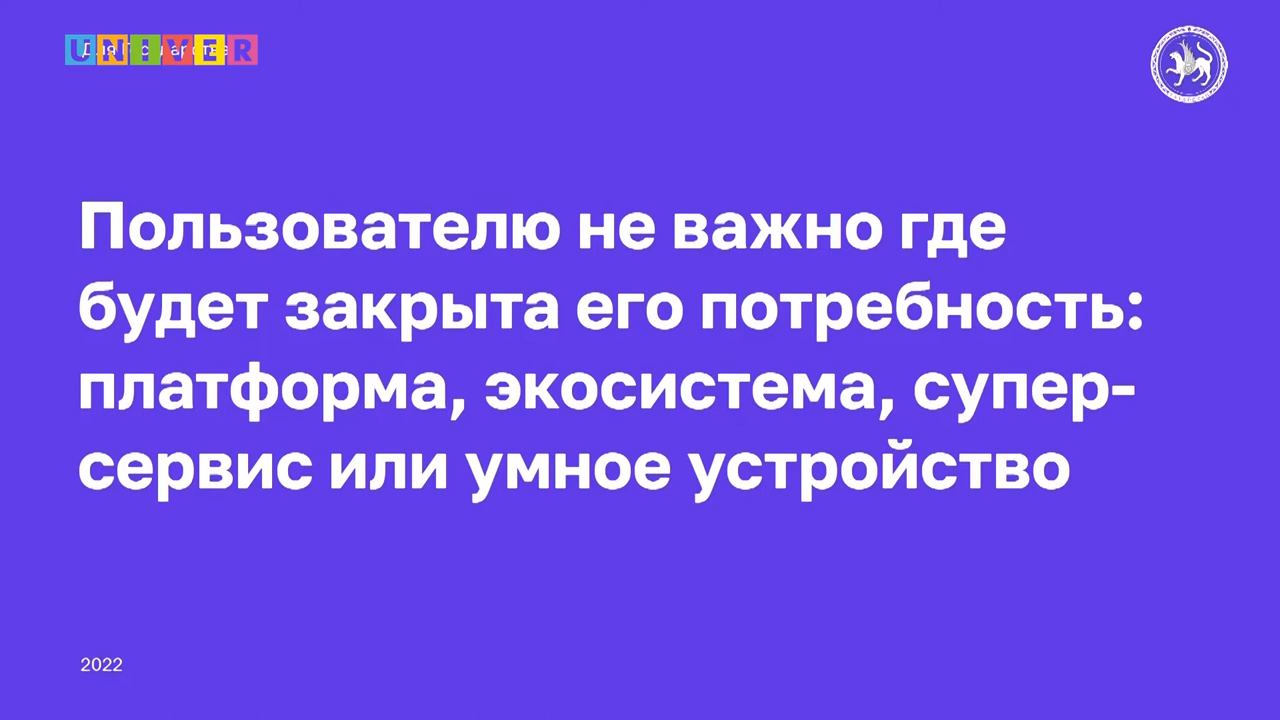 UNIVER
Пользователю не важно где
будет закрыта его потребность:
платформа, экосистема, супер-
сервис или умное устройство
2022